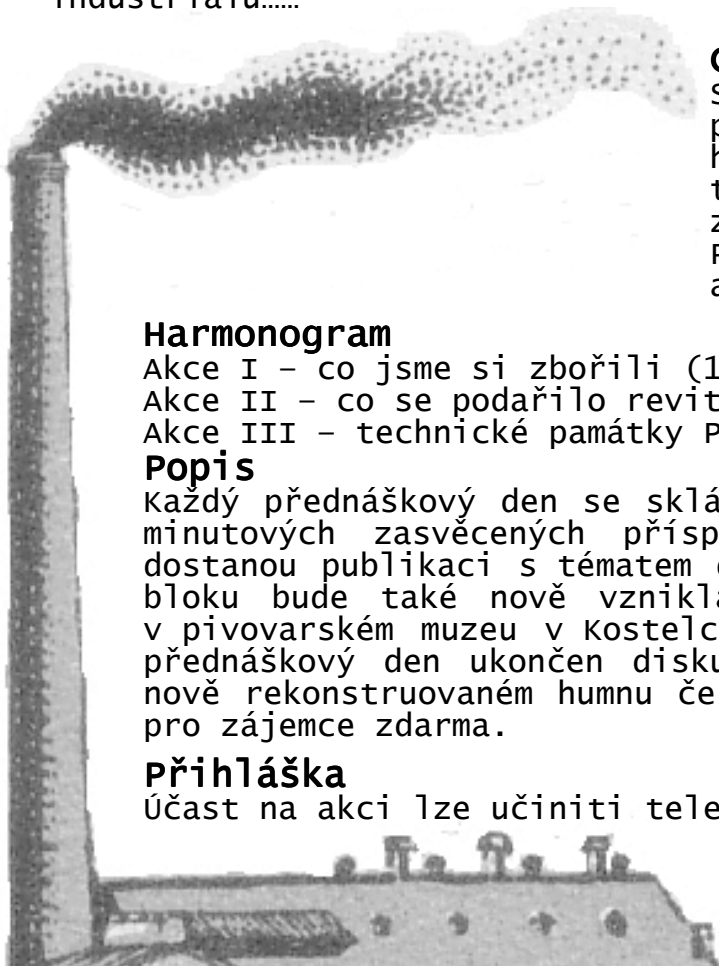 Harmonogram
Akce I – co jsme si zbořili (1
Akce II – co se podařilo revit
Akce III – technické památky P
Popis
Každý přednáškový den se sklá
minutových zasvěcených přísp
dostanou publikaci s tématem
bloku bude také nově vznikl
v pivovarském muzeu v Kostelc
přednáškový den ukončen disku
nově rekonstruovaném humnu če
pro zájemce zdarma.
Přihláška
Účast na akci lze učiniti tele